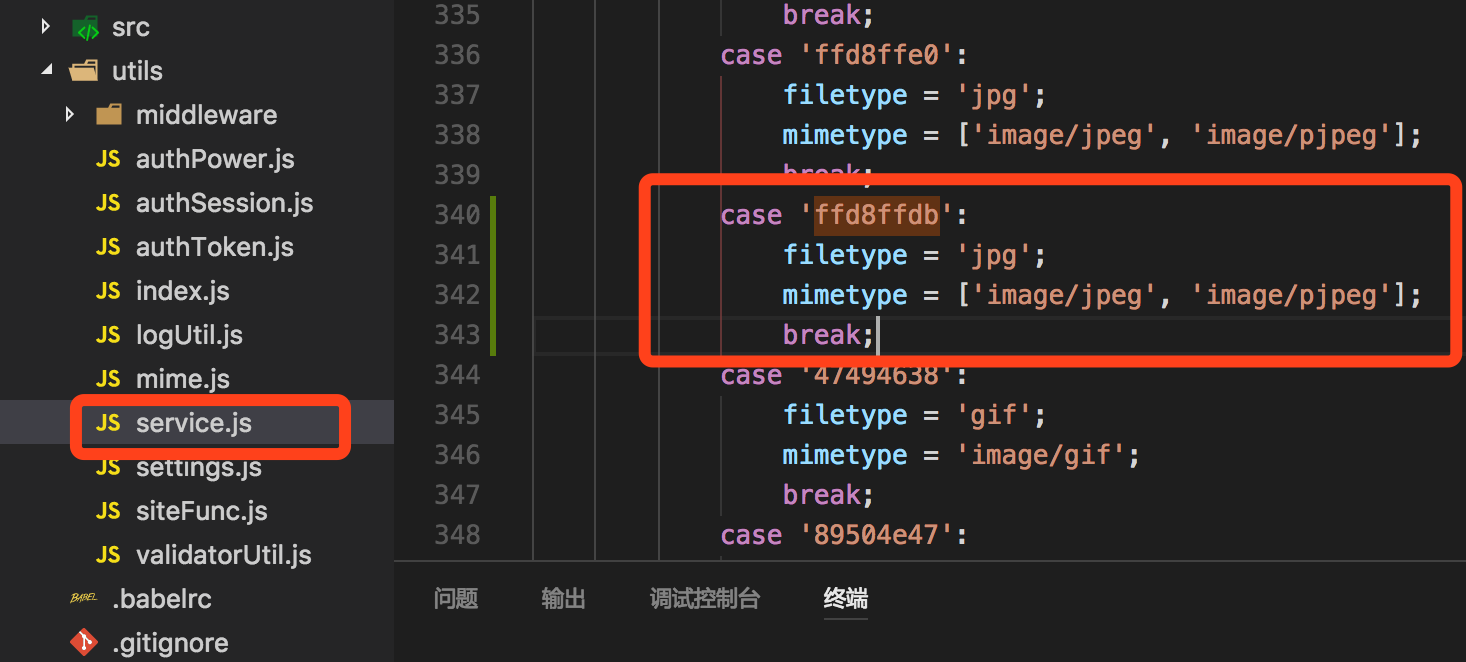 src
utils
middleware
JS authPower.js
JS authSession.js
JS authToken.js
JS index.js
JS logUtil.js
JS mime.js
JS service.js
JS settings.js
JS siteFunc.js
JS validatorUtil.js
BABEL .babelrc
.gitignore
335 break;
336 case 'ffd8ffe0':
337 filetype = 'jpg';
338 mimetype = ['image/jpeg', 'image/pjpeg'];
339 break;
340 case 'ffd8ffdb':
341 filetype = 'jpg';
342 mimetype = ['image/jpeg', 'image/pjpeg'];
343 break;
344 case '47494638':
345 filetype = 'gif';
346 mimetype = 'image/gif';
347 break;
348 case '89504e47':
问题 输出 调试控制台 终端